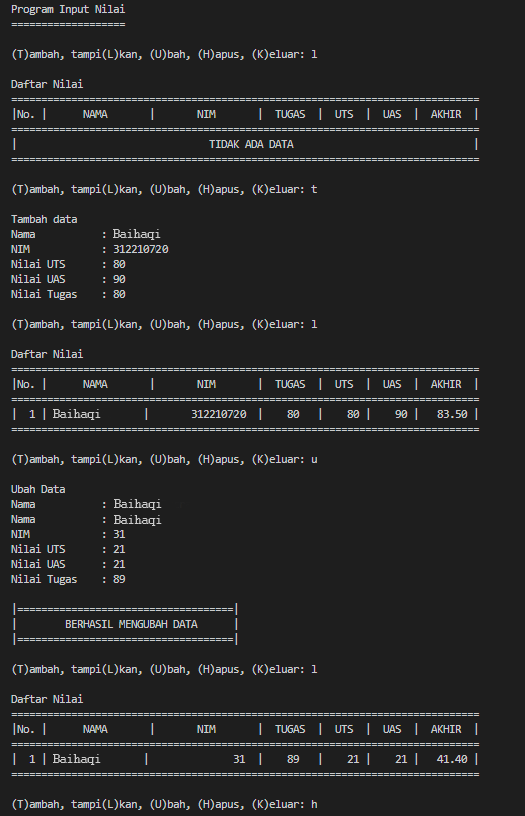 Program Input Nilai
===================
(T)ambah, tampi(L)kan, (U)bah, (H)apus, (K)eluar: l
Daftar Nilai
==============================================================================
|No. |      NAMA       |       NIM       |  TUGAS  |  UTS  |  UAS  |  AKHIR  |
==============================================================================
|                                TIDAK ADA DATA                              |
==============================================================================
(T)ambah, tampi(L)kan, (U)bah, (H)apus, (K)eluar: t
Tambah data
Nama           : Baihaqi
NIM            : 312210720
Nilai UTS      : 80
Nilai UAS      : 90
Nilai Tugas    : 80
(T)ambah, tampi(L)kan, (U)bah, (H)apus, (K)eluar: l
Daftar Nilai
==============================================================================
|No. |      NAMA       |       NIM       |  TUGAS  |  UTS  |  UAS  |  AKHIR  |
==============================================================================
|  1 | Baihaqi       |       312210720  |    80   |    80 |    90 |   83.50 |
==============================================================================
(T)ambah, tampi(L)kan, (U)bah, (H)apus, (K)eluar: u
Ubah Data
Nama           : Baihaqi
Nama           : Baihaqi
NIM            : 31
Nilai UTS      : 21
Nilai UAS      : 21
Nilai Tugas    : 89
|====================================|
|        BERHASIL MENGUBAH DATA      |
|====================================|
(T)ambah, tampi(L)kan, (U)bah, (H)apus, (K)eluar: l
Daftar Nilai
==============================================================================
|No. |      NAMA       |       NIM       |  TUGAS  |  UTS  |  UAS  |  AKHIR  |
==============================================================================
|  1 | Baihaqi       |              31  |    89   |    21 |    21 |   41.40 |
==============================================================================
(T)ambah, tampi(L)kan, (U)bah, (H)apus, (K)eluar: h